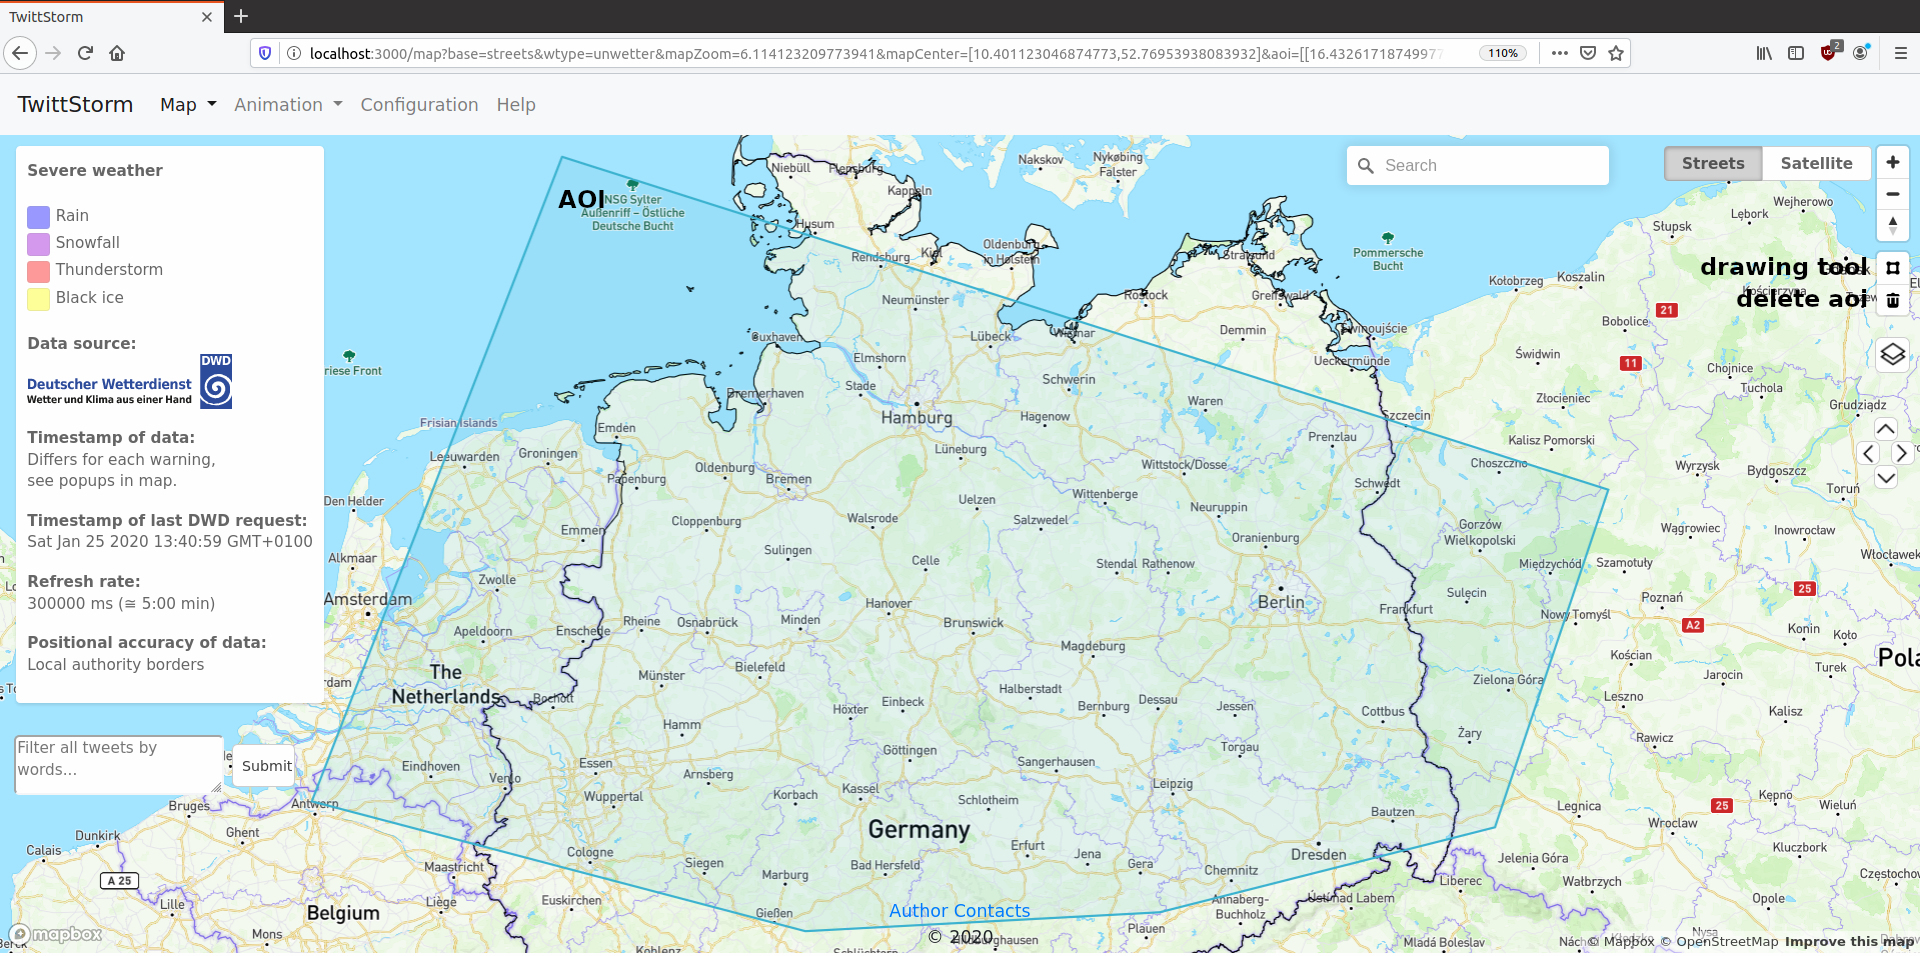 TwittStorm
localhost:3000/map?base=streets&wtype=unwetter&mapZoom=6.114123209773941&mapCenter=[10.401123046874773,52.76953938083932]&aoi=[[16.432617187499977
110%
2
TwittStorm
Map
Animation
Configuration
Help
Severe weather
Rain
Snowfall
Thunderstorm
Black ice
Data source:
DWD
Deutscher Wetterdienst
Wetter und Klima aus einer Hand
Timestamp of data:
Differs for each warning,
see popups in map.
Timestamp of last DWD request:
Sat Jan 25 2020 13:40:59 GMT+0100
Refresh rate:
300000 ms (≅ 5:00 min)
Positional accuracy of data:
Local authority borders
Filter all tweets by
words...
Submit
Search
Streets
Satellite
drawing tool
delete aoi
AOI
NSG Sylter
Außenriff – Östliche
Deutsche Bucht
Niebüll
Flensburg
Kappeln
Nakskov
Nykøbing
Falster
Husum
Rendsburg
Kiel
Oldenburg
in Holstein
Stralsund
Pommersche
Bucht
Słupsk
Lębork
Wejherowo
Kościerzyna
Neumünster
Rostock
Greifswald
Kołobrzeg
Koszalin
21
Cuxhaven
Lübeck
Wismar
Demmin
Świnoujście
Bobolice
Elmshorn
Ueckermünde
Świdwin
11
Chojnice
Tuchola
riese Front
Stade
Schwerin
Bremerhaven
Hamburg
Hagenow
Waren
Szczecin
Złocieniec
Grudziądz
Frisian Islands
Emden
Prenzlau
Kalisz Pomorski
Leeuwarden
Groningen
Oldenburg
Lüneburg
Wittstock/Dosse
Choszczno
Wyrzysk
Bydgoszcz
Papenburg
Bremen
Schwedt
Toruń
Den Helder
Uelzen
Wittenberge
Neuruppin
Emmen
Cloppenburg
Walsrode
Salzwedel
Gorzów
Wielkopolski
Wągrowiec
Inowrocław
Alkmaar
Sulingen
Celle
Oranienburg
Stendal
Rathenow
Międzychód
Szamotuły
Włocławek
Zwolle
Amsterdam
Hanover
Berlin
Frankfurt
Sulęcin
Poznań
25
Apeldoorn
Enschede
Rheine
Osnabrück
Minden
Brunswick
Nowy Tomyśl
A2
Konin
Koło
Magdeburg
Kościan
The
Netherlands
Münster
Bielefeld
Turek
Pola
rdam
Bocholt
Halberstadt
Dessau
Zielona Góra
Jarocin
Leszno
Höxter
Einbeck
Bernburg
Jessen
Cottbus
Kalisz
Hamm
Żary
Rawicz
Göttingen
Torgau
Eindhoven
Venlo
Essen
Arnsberg
Sangerhausen
Leipzig
Kassel
Wuppertal
Korbach
Schlotheim
Bautzen
Legnica
25
Kępno
Wieluń
Bruges
Antwerp
Wroclaw
Dunkirk
Ghent
Germany
Calais
Cologne
Siegen
Bad Hersfeld
Erfurt
Jena
Gera
Dresden
Jelenia Góra
Kluczbork
A 25
Maastricht
Marburg
Chemnitz
Liberec
Wałbrzych
Częstochow
Lille
Liège
Euskirchen
Gießen
Annaberg-
Buchholz
Ústí nad Labem
Opole
Belgium
Author Contacts
Mons
© 2020
Plauen
Koblenz
Mladá Boleslav
Nysa
mapbox
© Mapbox © OpenStreetMap Improve this map